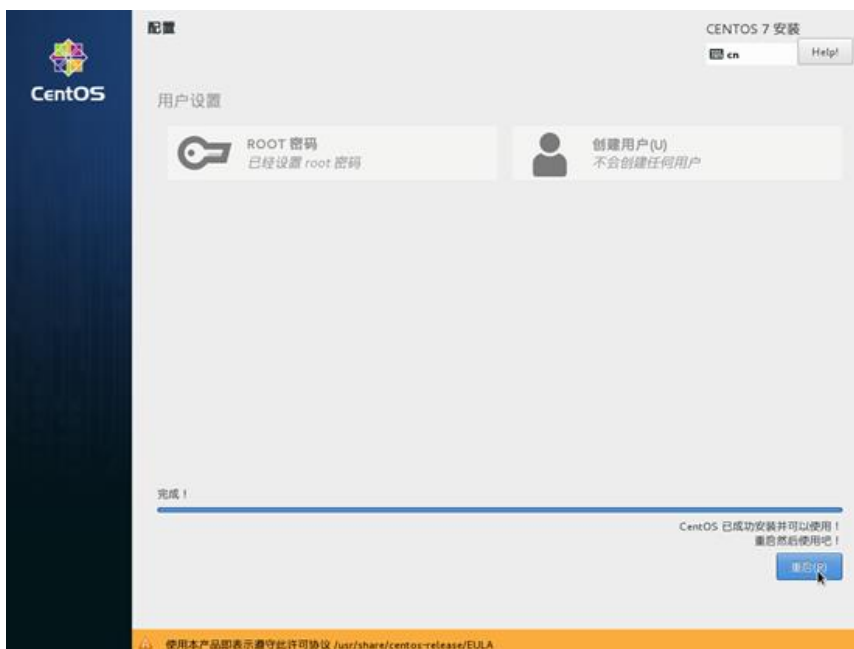 配置
CENTOS 7 安装
cn
Help!
CentOS
用户设置
ROOT 密码
已经设置 root 密码
创建用户(U)
不会创建任何用户
完成！
CentOS 已成功安装并可以使用！
重启然后使用吧！
重启(R)
使用本产品即表示遵守此许可协议 /usr/share/centos-release/EULA